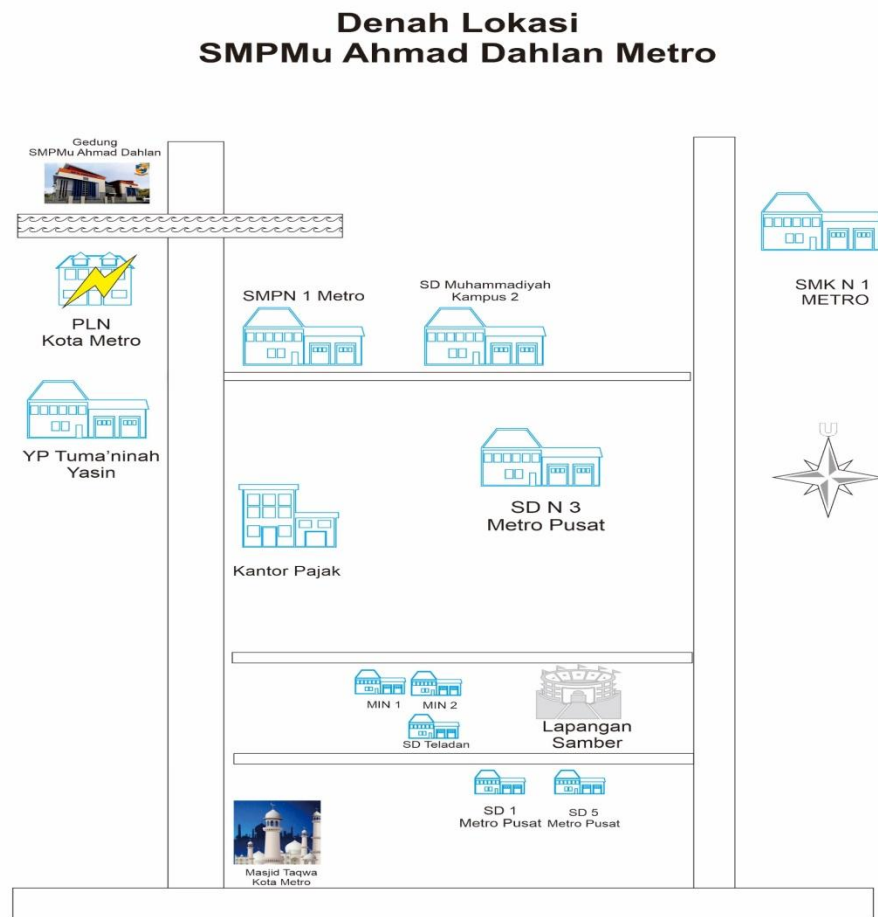 Denah Lokasi
SMPMu Ahmad Dahlan Metro
Gedung
SMPMu Ahmad Dahlan
SMK N 1
METRO
PLN
Kota Metro
SMPN 1 Metro
SD Muhammadiyah
Kampus 2
YP Tuma'ninah
Yasin
U
SD N 3
Metro Pusat
Kantor Pajak
MIN 1
MIN 2
SD Teladan
Lapangan
Samber
SD 1
Metro Pusat
SD 5
Metro Pusat
Masjid Taqwa
Kota Metro